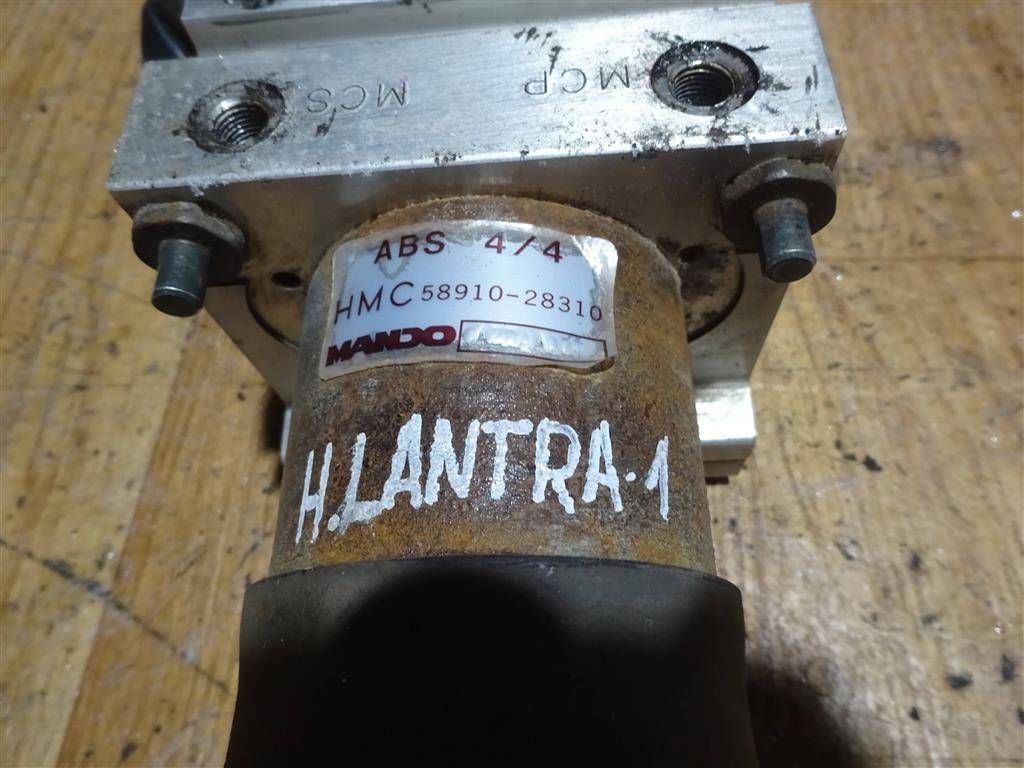 MCS MCP
ABS 4/4
HMC 58910-28310
MANDO
H.LANTRA-1